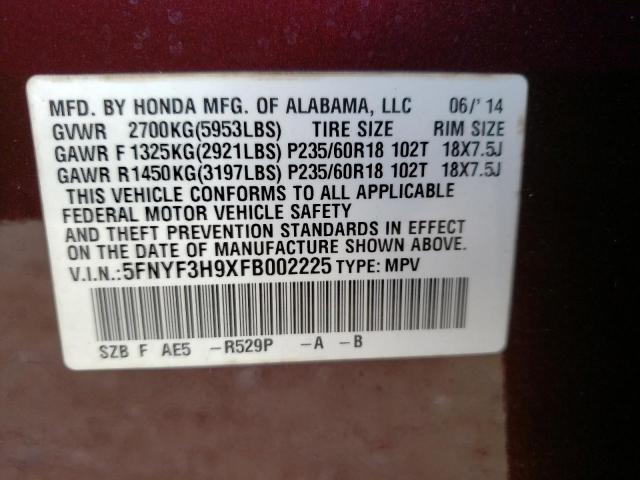 MFD. BY HONDA MFG. OF ALABAMA, LLC 06/'14
GVWR 2700KG(5953LBS) TIRE SIZE RIM SIZE
GAWR F 1325KG(2921LBS) P235/60R18 102T 18X7.5J
GAWR R1450KG(3197LBS) P235/60R18 102T 18X7.5J
THIS VEHICLE CONFORMS TO ALL APPLICABLE
FEDERAL MOTOR VEHICLE SAFETY
AND THEFT PREVENTION STANDARDS IN EFFECT
ON THE DATE OF MANUFACTURE SHOWN ABOVE.
V.I.N.:5FNYF3H9XFB002225 TYPE: MPV
SZB F AE5 -R529P -A -B